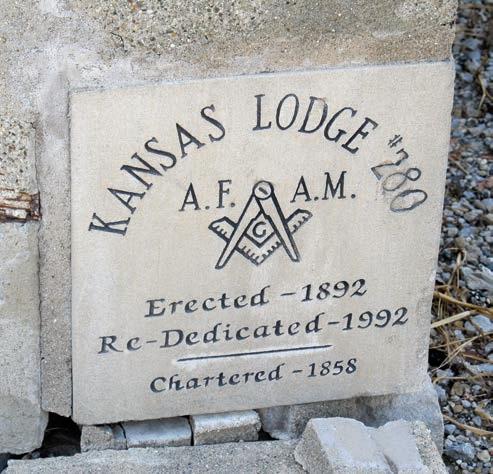 KANSAS LODGE #280
A.F. A.M.
G
Erected - 1892
Re-Dedicated - 1992
Chartered - 1858